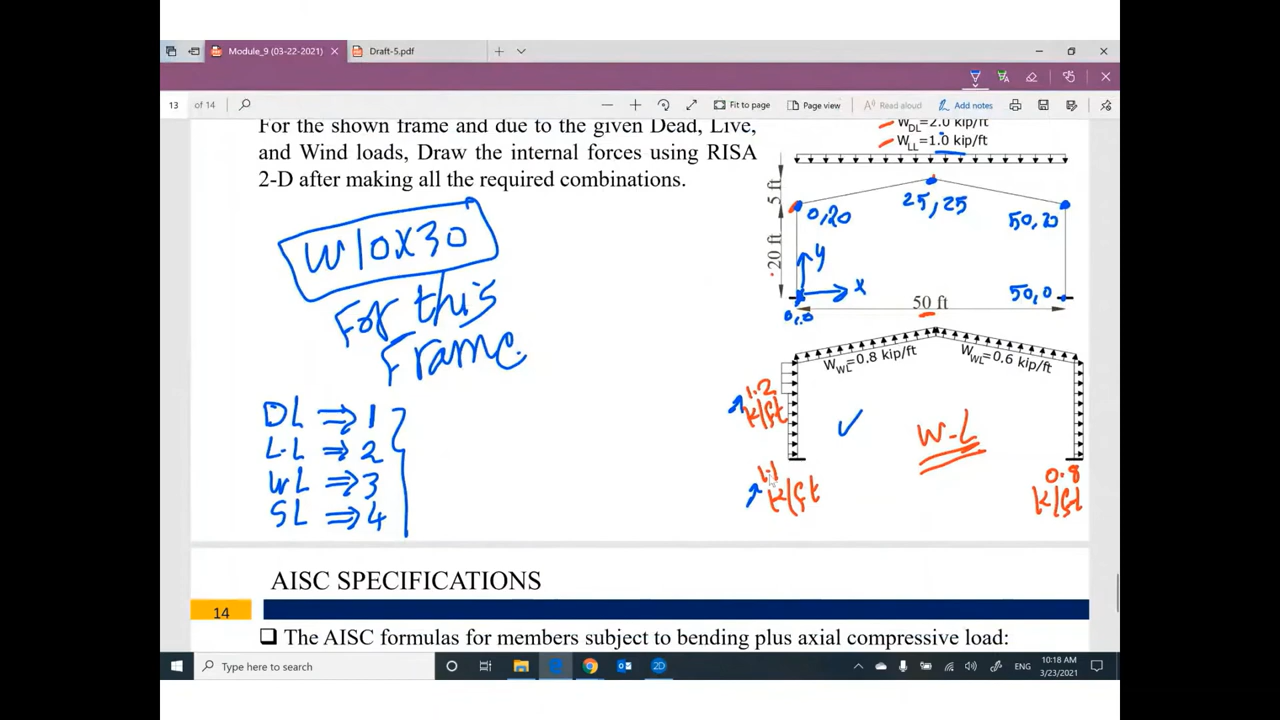 Module_9 (03-22-2021)
Draft-5.pdf
13 of 14
Fit to page
Page view
Read aloud
Add notes
For the shown frame and due to the given Dead, Live,
and Wind loads, Draw the internal forces using RISA
2-D after making all the required combinations.
W10X30
For this
Frame
DL ⇒ 1
L.L ⇒ 2
WL ⇒ 3
SL ⇒ 4
W_DL=2.0 kip/ft
W_LL=1.0 kip/ft
5 ft
20 ft
0,20
25,25
50,20
y
x
0,0
50,0
50 ft
W_WL=0.8 kip/ft
W_WL=0.6 kip/ft
1.2
K/ft
W-L
1.1
K/ft
0.8
K/ft
14
AISC SPECIFICATIONS
❑ The AISC formulas for members subject to bending plus axial compressive load:
Type here to search
2D
ENG
10:18 AM
3/23/2021